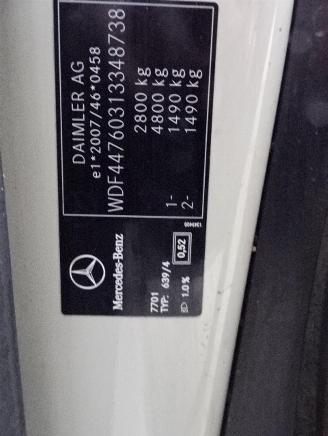 DAIMLER AG
e1*2007/46*0458
WDF44760313348738
2800 kg
4800 kg
1- 1490 kg
2- 1490 kg
Mercedes-Benz
7701
TYP: 639/4
0,52
1.0 %